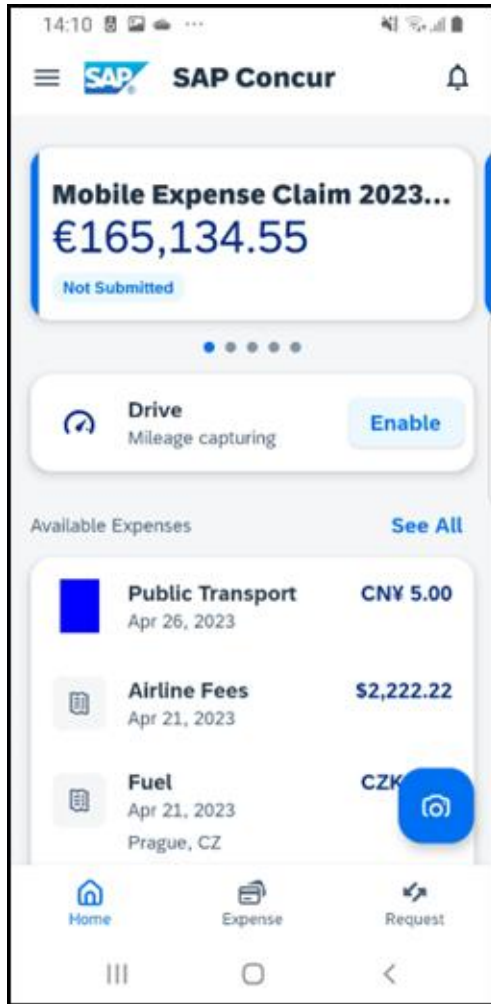 14:10
SAP SAP Concur
Mobile Expense Claim 2023...
€165,134.55
Not Submitted
Drive
Mileage capturing
Enable
Available Expenses
See All
Public Transport
CN¥ 5.00
Apr 26, 2023
Airline Fees
$2,222.22
Apr 21, 2023
Fuel
CZK
Apr 21, 2023
Prague, CZ
Home
Expense
Request